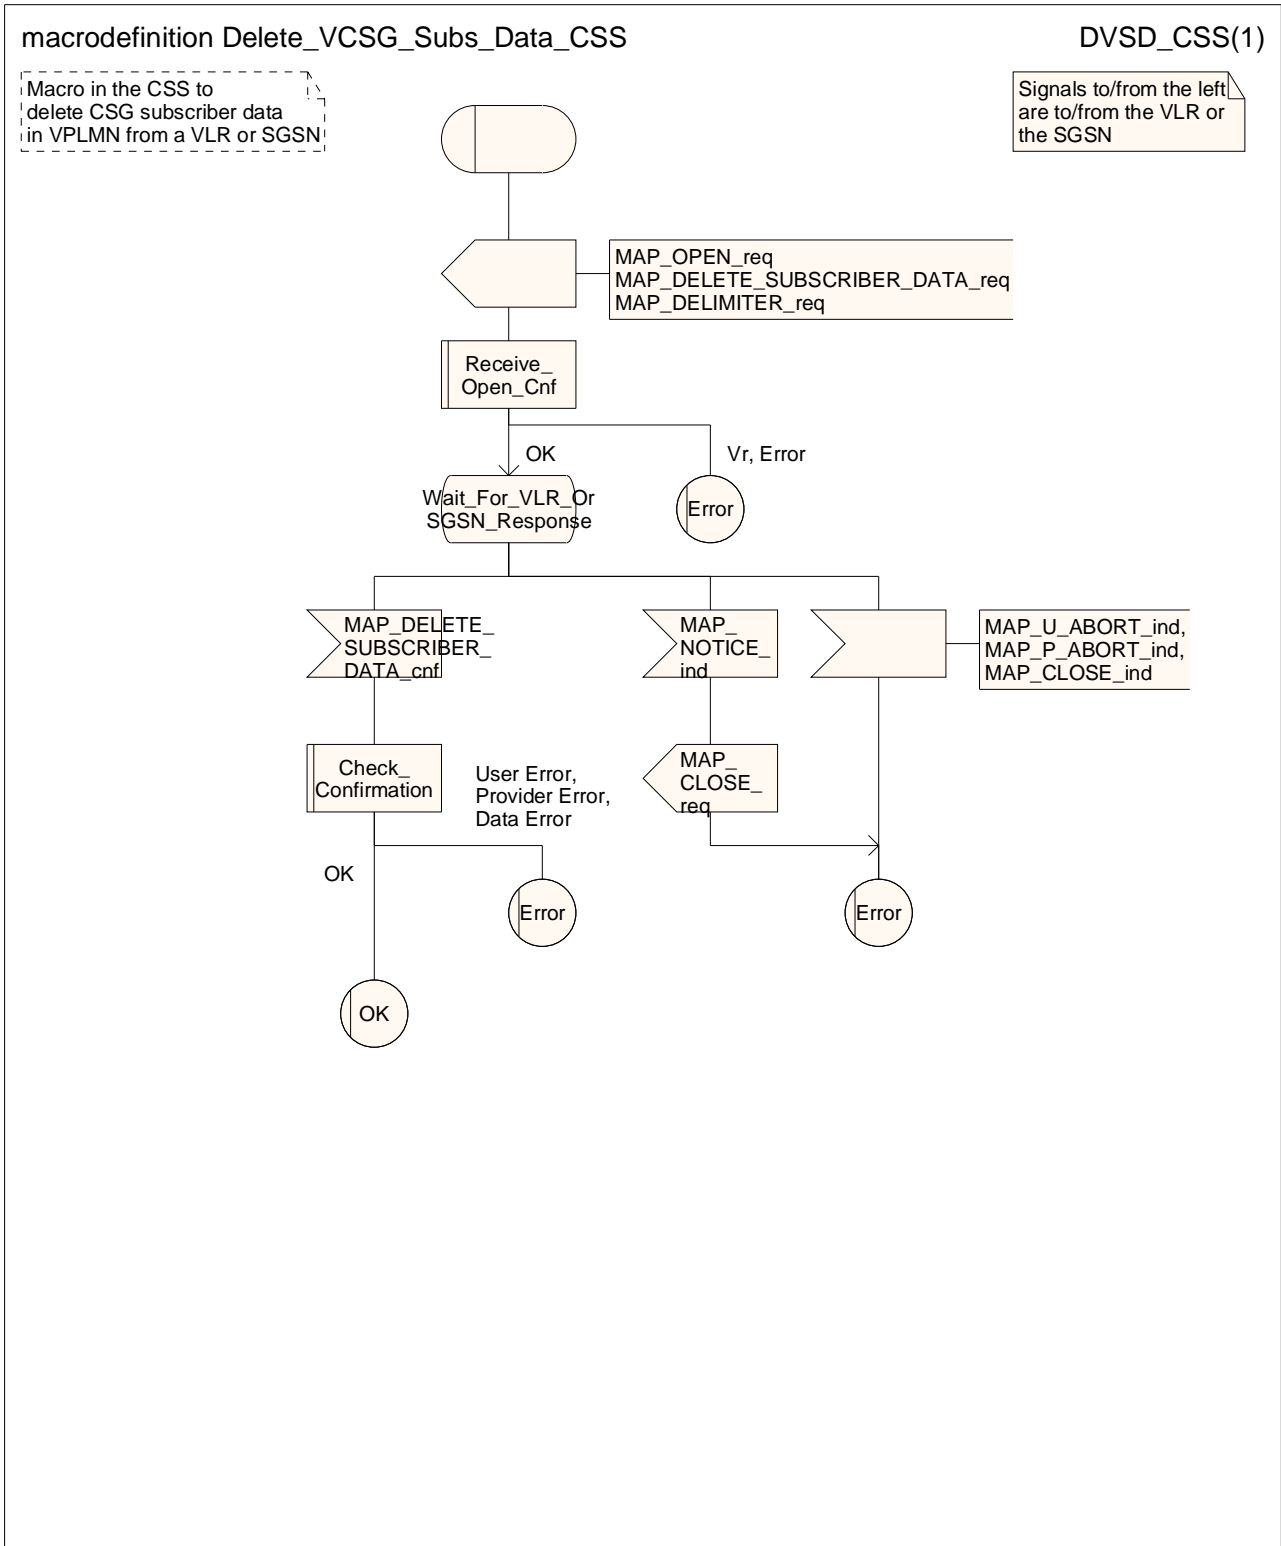 macrodefinition Delete_VCSG_Subs_Data_CSS
DVSD_CSS(1)
Macro in the CSS to
delete CSG subscriber data
in VPLMN from a VLR or SGSN
Signals to/from the left
are to/from the VLR or
the SGSN
MAP_OPEN_req
MAP_DELETE_SUBSCRIBER_DATA_req
MAP_DELIMITER_req
Receive_
Open_Cnf
OK
Vr, Error
Wait_For_VLR_Or
SGSN_Response
Error
MAP_DELETE_
SUBSCRIBER_
DATA_cnf
MAP_
NOTICE_
ind
MAP_U_ABORT_ind,
MAP_P_ABORT_ind,
MAP_CLOSE_ind
Check_
Confirmation
User Error,
Provider Error,
Data Error
MAP_
CLOSE_
req
OK
Error
Error
OK